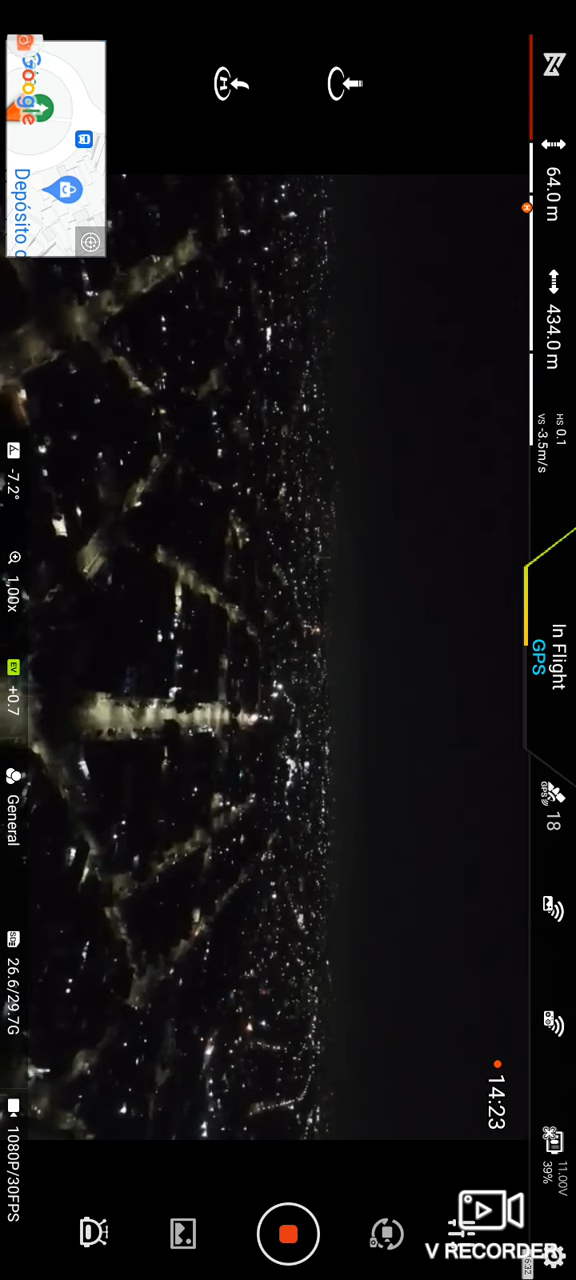 64.0 m
434.0 m
HS 0.1
VS -3.5m/s
In Flight
GPS
GPS
18
11.00V
39%
14:23
Google
Depósito
-7.2°
1,00x
EV +0.7
General
26.6/29.7G
1080P/30FPS
V RECORDER